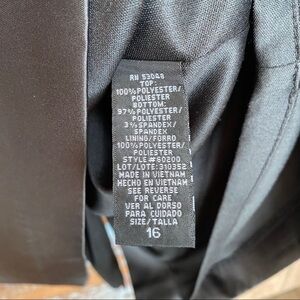 RN 53048
TOP:
100% POLYESTER/
POLIESTER
BOTTOM:
97% POLYESTER/
POLIESTER
3% SPANDEX/
SPANDEX
LINING/FORRO
100% POLYESTER/
POLIESTER
STYLE #60200
LOT/LOTE: 310352
MADE IN VIETNAM
HECHO EN VIETNAM
SEE REVERSE
FOR CARE
VER AL DORSO
PARA CUIDADO
SIZE/TALLA
16